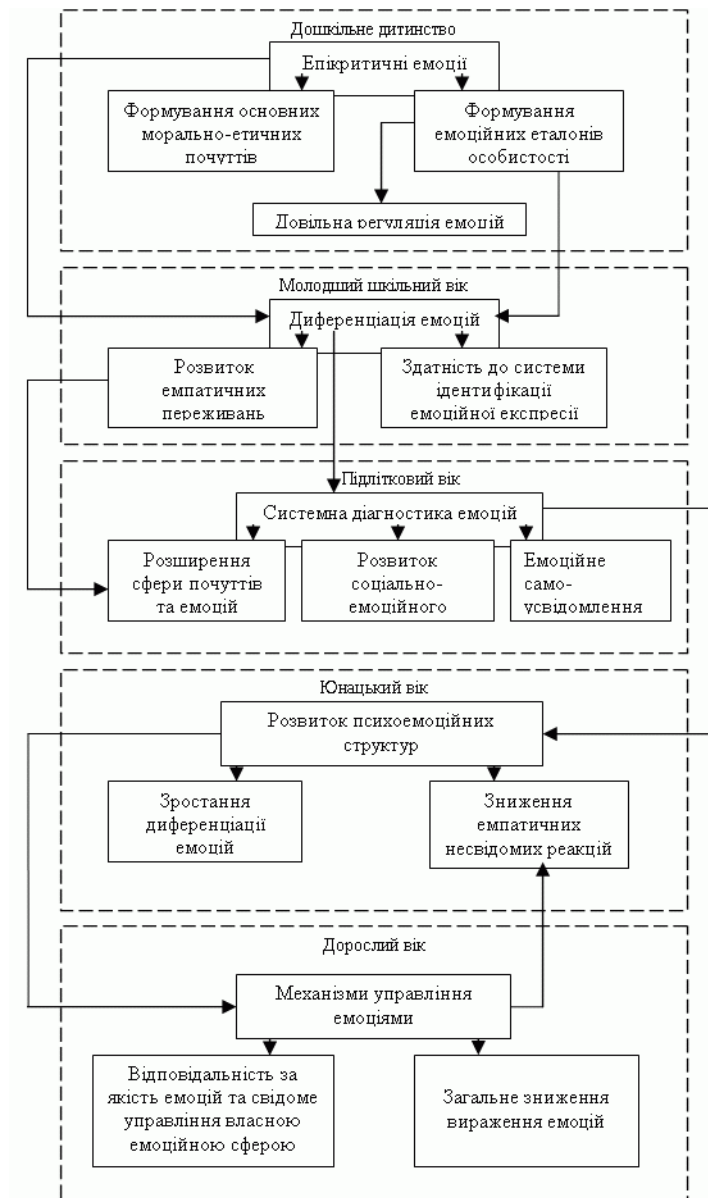 Дошкільне дитинство
Епікритичні емоції
Формування основних
морально-етичних
почуттів
Формування
емоційних еталонів
особистості
Довільна регуляція емоцій
Молодший шкільний вік
Диференціація емоцій
Розвиток
емпатичних
переживань
Здатність до системи
ідентифікації
емоційної експресії
Підлітковий вік
Системна діагностика емоцій
Розширення
сфери почуттів
та емоцій
Розвиток
соціально-
емоційного
Емоційне
само-
усвідомлення
Юнацький вік
Розвиток психоемоційних
структур
Зростання
диференціації
емоцій
Зниження
емпатичних
несвідомих реакцій
Дорослий вік
Механізми управління
емоціями
Відповідальність за
якість емоцій та свідоме
управління власною
емоційною сферою
Загальне зниження
вираження емоцій